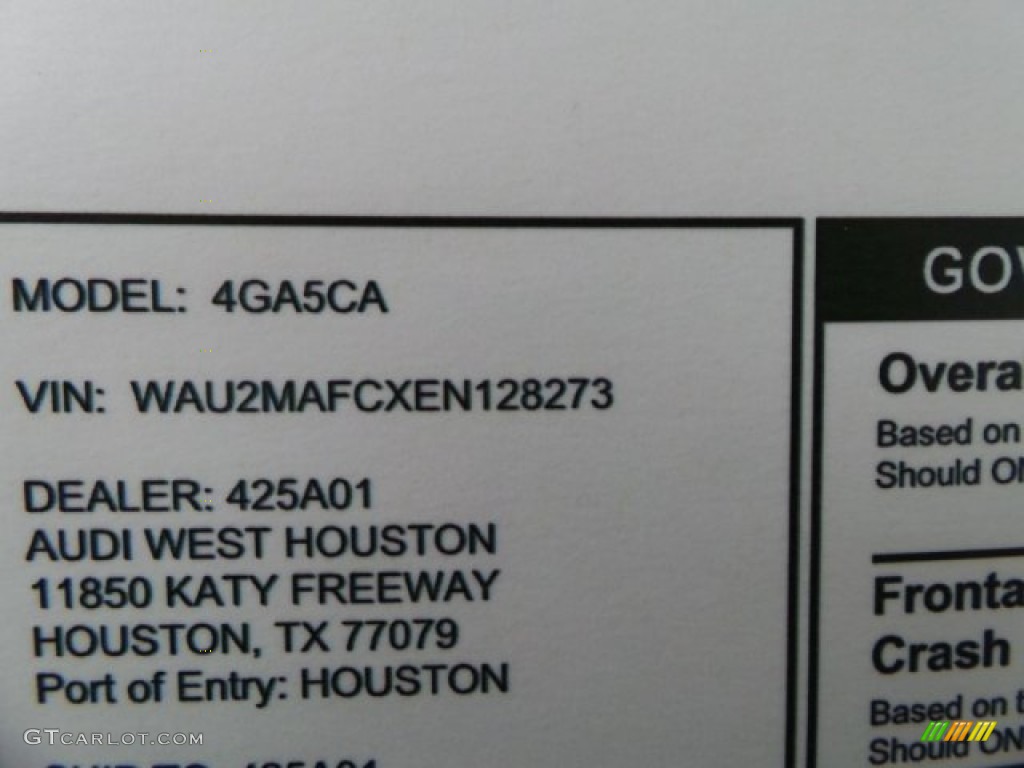 MODEL: 4GA5CA
VIN: WAU2MAFCXEN128273
DEALER: 425A01
AUDI WEST HOUSTON
11850 KATY FREEWAY
HOUSTON, TX 77079
Port of Entry: HOUSTON
GO
Overa
Based on
Should
Fronta
Crash
Based on
Should ON
GTCARLOT.COM